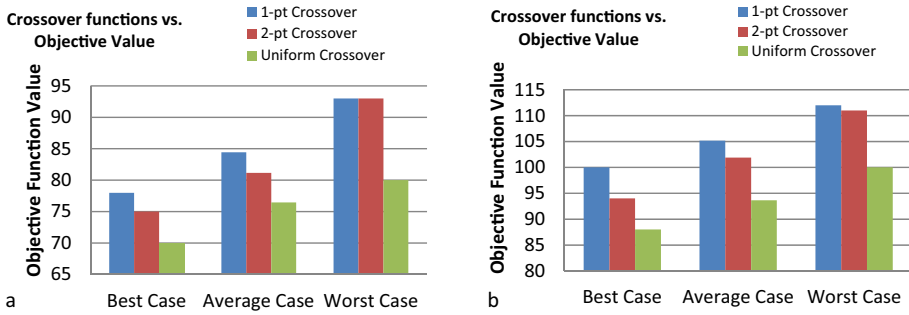 Crossover functions vs.
Objective Value
1-pt Crossover
2-pt Crossover
Uniform Crossover
Objective Function Value
95
90
85
80
75
70
65
Best Case
Average Case
Worst Case
a
Crossover functions vs.
Objective Value
1-pt Crossover
2-pt Crossover
Uniform Crossover
Objective Function Value
115
110
105
100
95
90
85
80
Best Case
Average Case
Worst Case
b